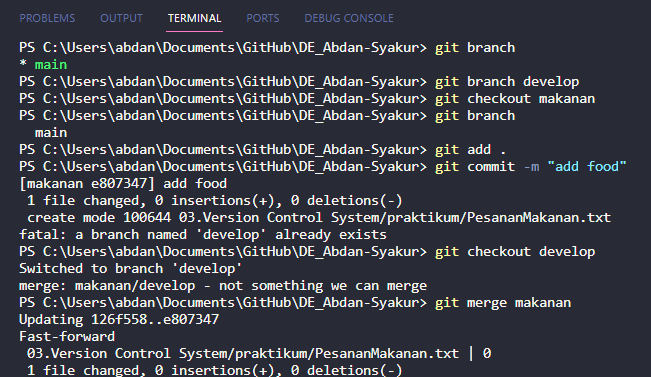 PROBLEMS OUTPUT TERMINAL PORTS DEBUG CONSOLE
PS C:\Users\abdan\Documents\GitHub\DE_Abdan-Syakur> git branch
* main
PS C:\Users\abdan\Documents\GitHub\DE_Abdan-Syakur> git branch develop
PS C:\Users\abdan\Documents\GitHub\DE_Abdan-Syakur> git checkout makanan
PS C:\Users\abdan\Documents\GitHub\DE_Abdan-Syakur> git branch
  main
PS C:\Users\abdan\Documents\GitHub\DE_Abdan-Syakur> git add .
PS C:\Users\abdan\Documents\GitHub\DE_Abdan-Syakur> git commit -m "add food"
[makanan e807347] add food
 1 file changed, 0 insertions(+), 0 deletions(-)
 create mode 100644 03.Version Control System/praktikum/PesananMakanan.txt
fatal: a branch named 'develop' already exists
PS C:\Users\abdan\Documents\GitHub\DE_Abdan-Syakur> git checkout develop
Switched to branch 'develop'
merge: makanan/develop - not something we can merge
PS C:\Users\abdan\Documents\GitHub\DE_Abdan-Syakur> git merge makanan
Updating 126f558..e807347
Fast-forward
 03.Version Control System/praktikum/PesananMakanan.txt | 0
 1 file changed, 0 insertions(+), 0 deletions(-)